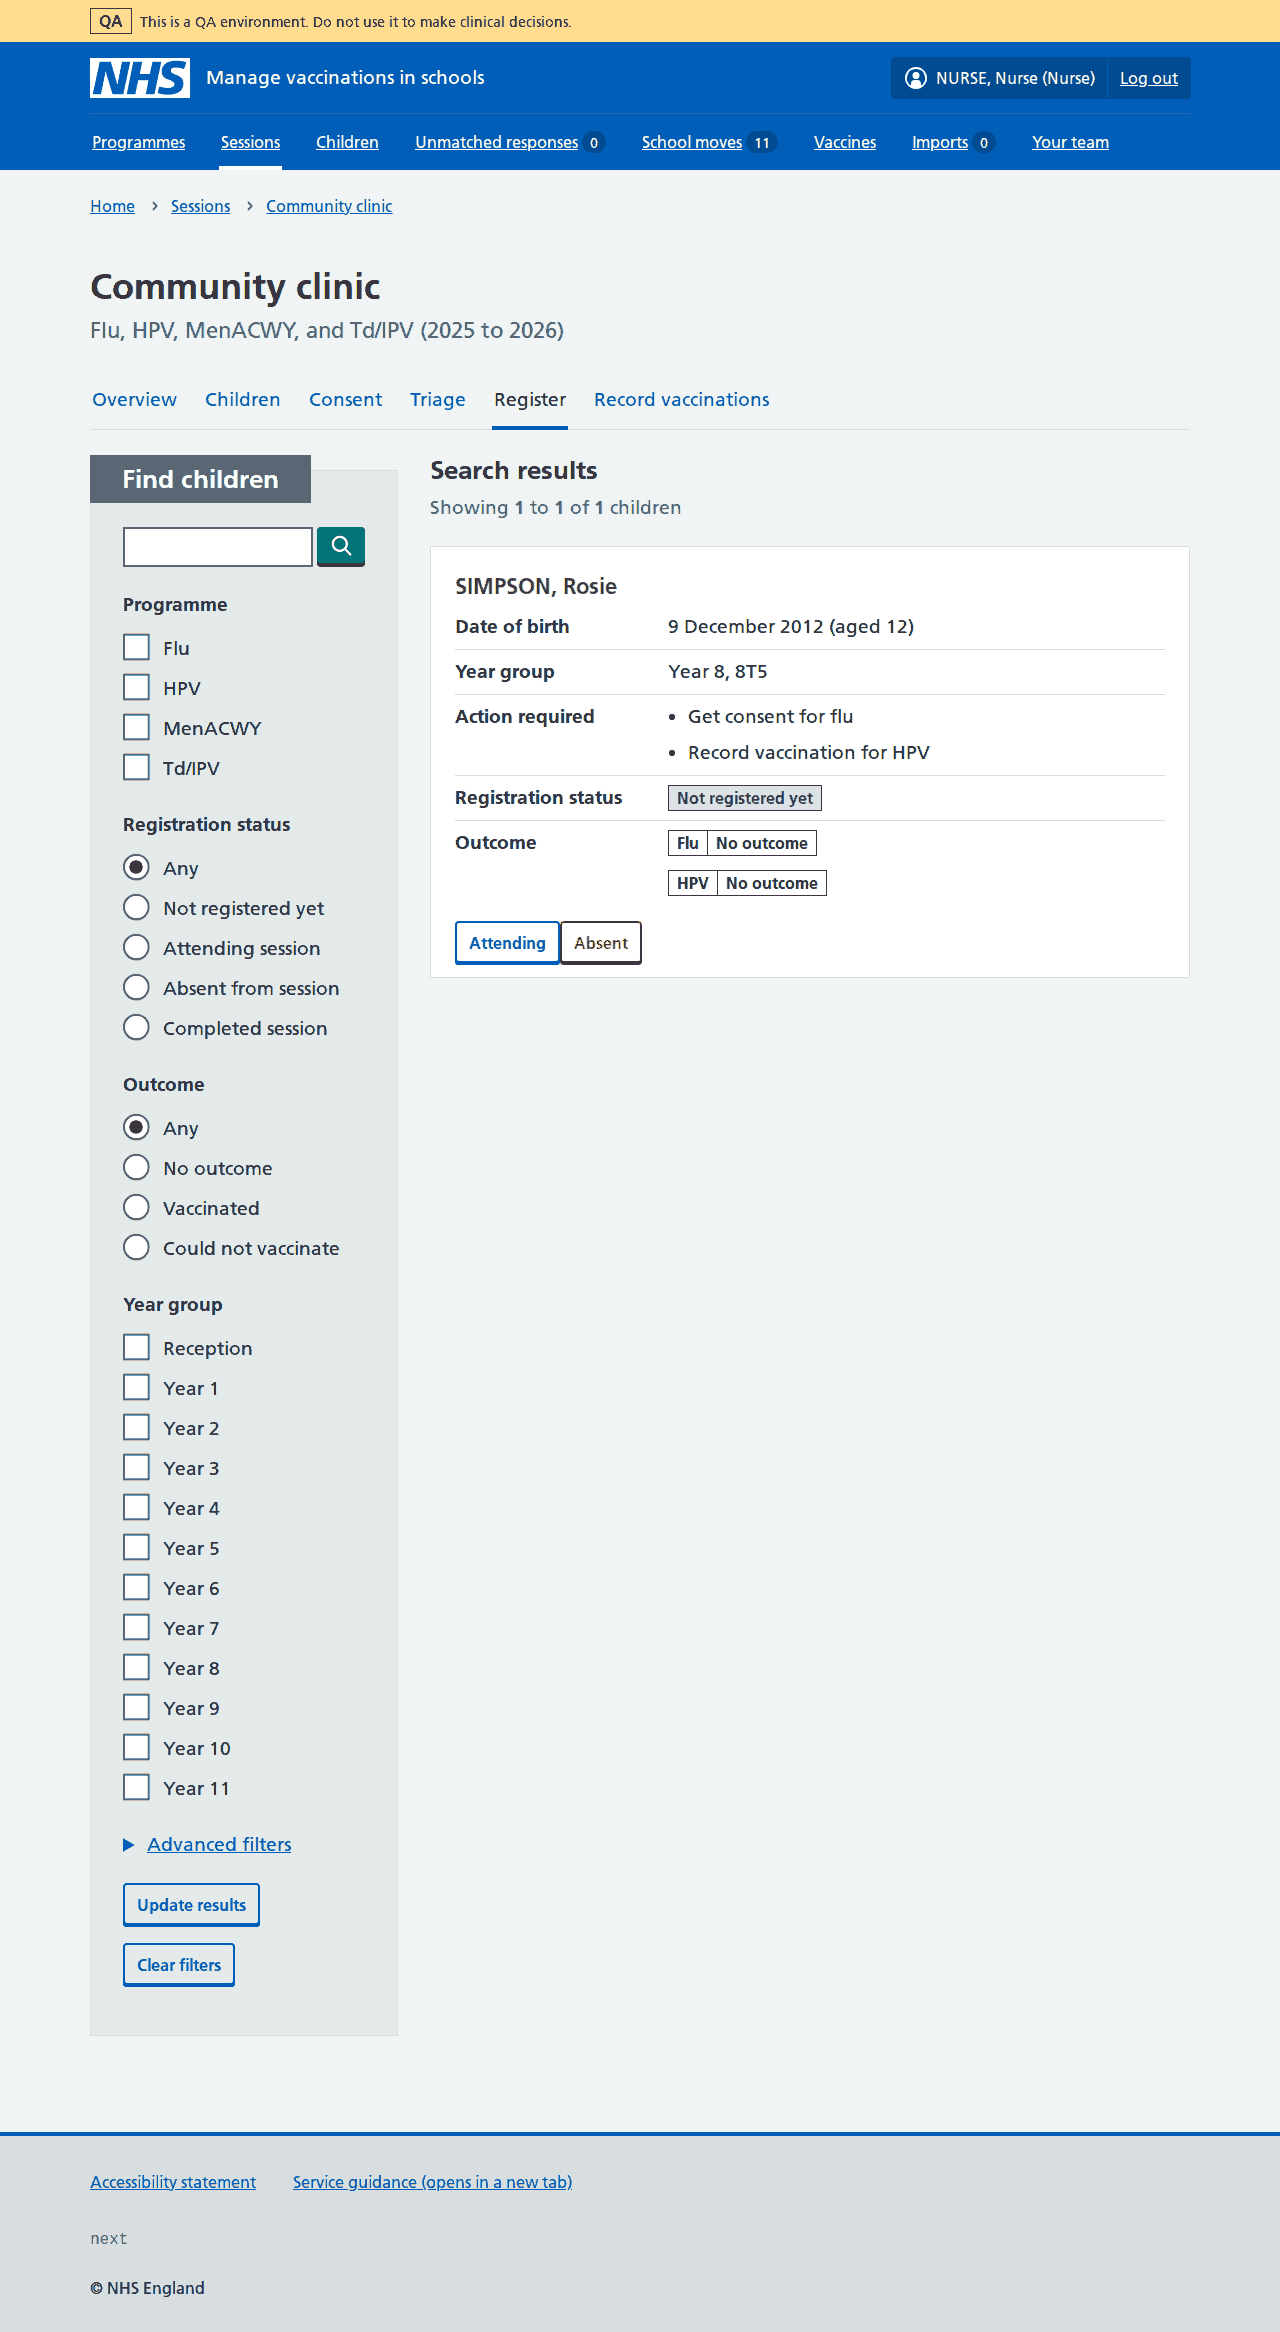 QA This is a QA environment. Do not use it to make clinical decisions.
NHS Manage vaccinations in schools NURSE, Nurse (Nurse) Log out
Programmes Sessions Children Unmatched responses 0 School moves 11 Vaccines Imports 0 Your team
Home › Sessions › Community clinic
Community clinic
Flu, HPV, MenACWY, and Td/IPV (2025 to 2026)
Overview Children Consent Triage Register Record vaccinations
Find children
Programme
Flu
HPV
MenACWY
Td/IPV
Registration status
Any
Not registered yet
Attending session
Absent from session
Completed session
Outcome
Any
No outcome
Vaccinated
Could not vaccinate
Year group
Reception
Year 1
Year 2
Year 3
Year 4
Year 5
Year 6
Year 7
Year 8
Year 9
Year 10
Year 11
Advanced filters
Update results
Clear filters
Search results
Showing 1 to 1 of 1 children
SIMPSON, Rosie
Date of birth 9 December 2012 (aged 12)
Year group Year 8, 8T5
Action required • Get consent for flu
• Record vaccination for HPV
Registration status Not registered yet
Outcome Flu No outcome
HPV No outcome
Attending Absent
Accessibility statement Service guidance (opens in a new tab)
next
© NHS England